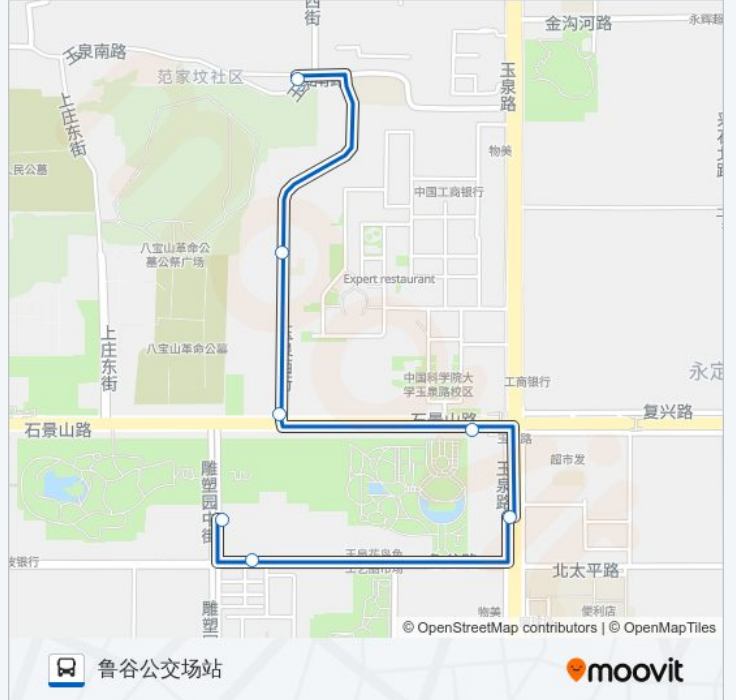 西街
金沟河路
永辉超
玉泉南路
范家坟社区
玉泉路
上庄东街
物美
人民公墓
中国工商银行
八宝山革命公
墓公祭广场
Expert restaurant
上庄东街
八宝山革命公墓
中国科学院大
学玉泉路校区
工商银行
永定
复兴路
石景山路
石景山路
雕塑园中街
玉泉路
超市发
银行
北太平路
雕塑
物美
便利店
© OpenStreetMap contributors | © OpenMapTiles
鲁谷公交场站
moovit